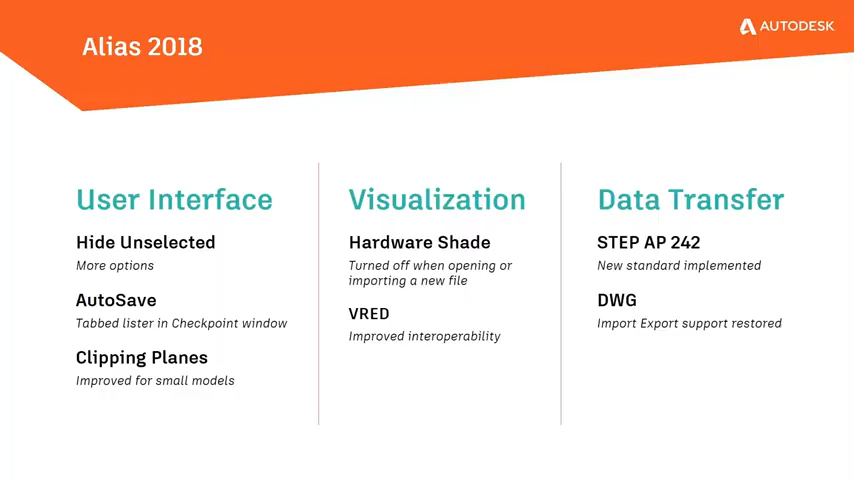 Alias 2018
AUTODESK
User Interface
Hide Unselected
More options
AutoSave
Tabbed lister in Checkpoint window
Clipping Planes
Improved for small models
Visualization
Hardware Shade
Turned off when opening or
importing a new file
VRED
Improved interoperability
Data Transfer
STEP AP 242
New standard implemented
DWG
Import Export support restored